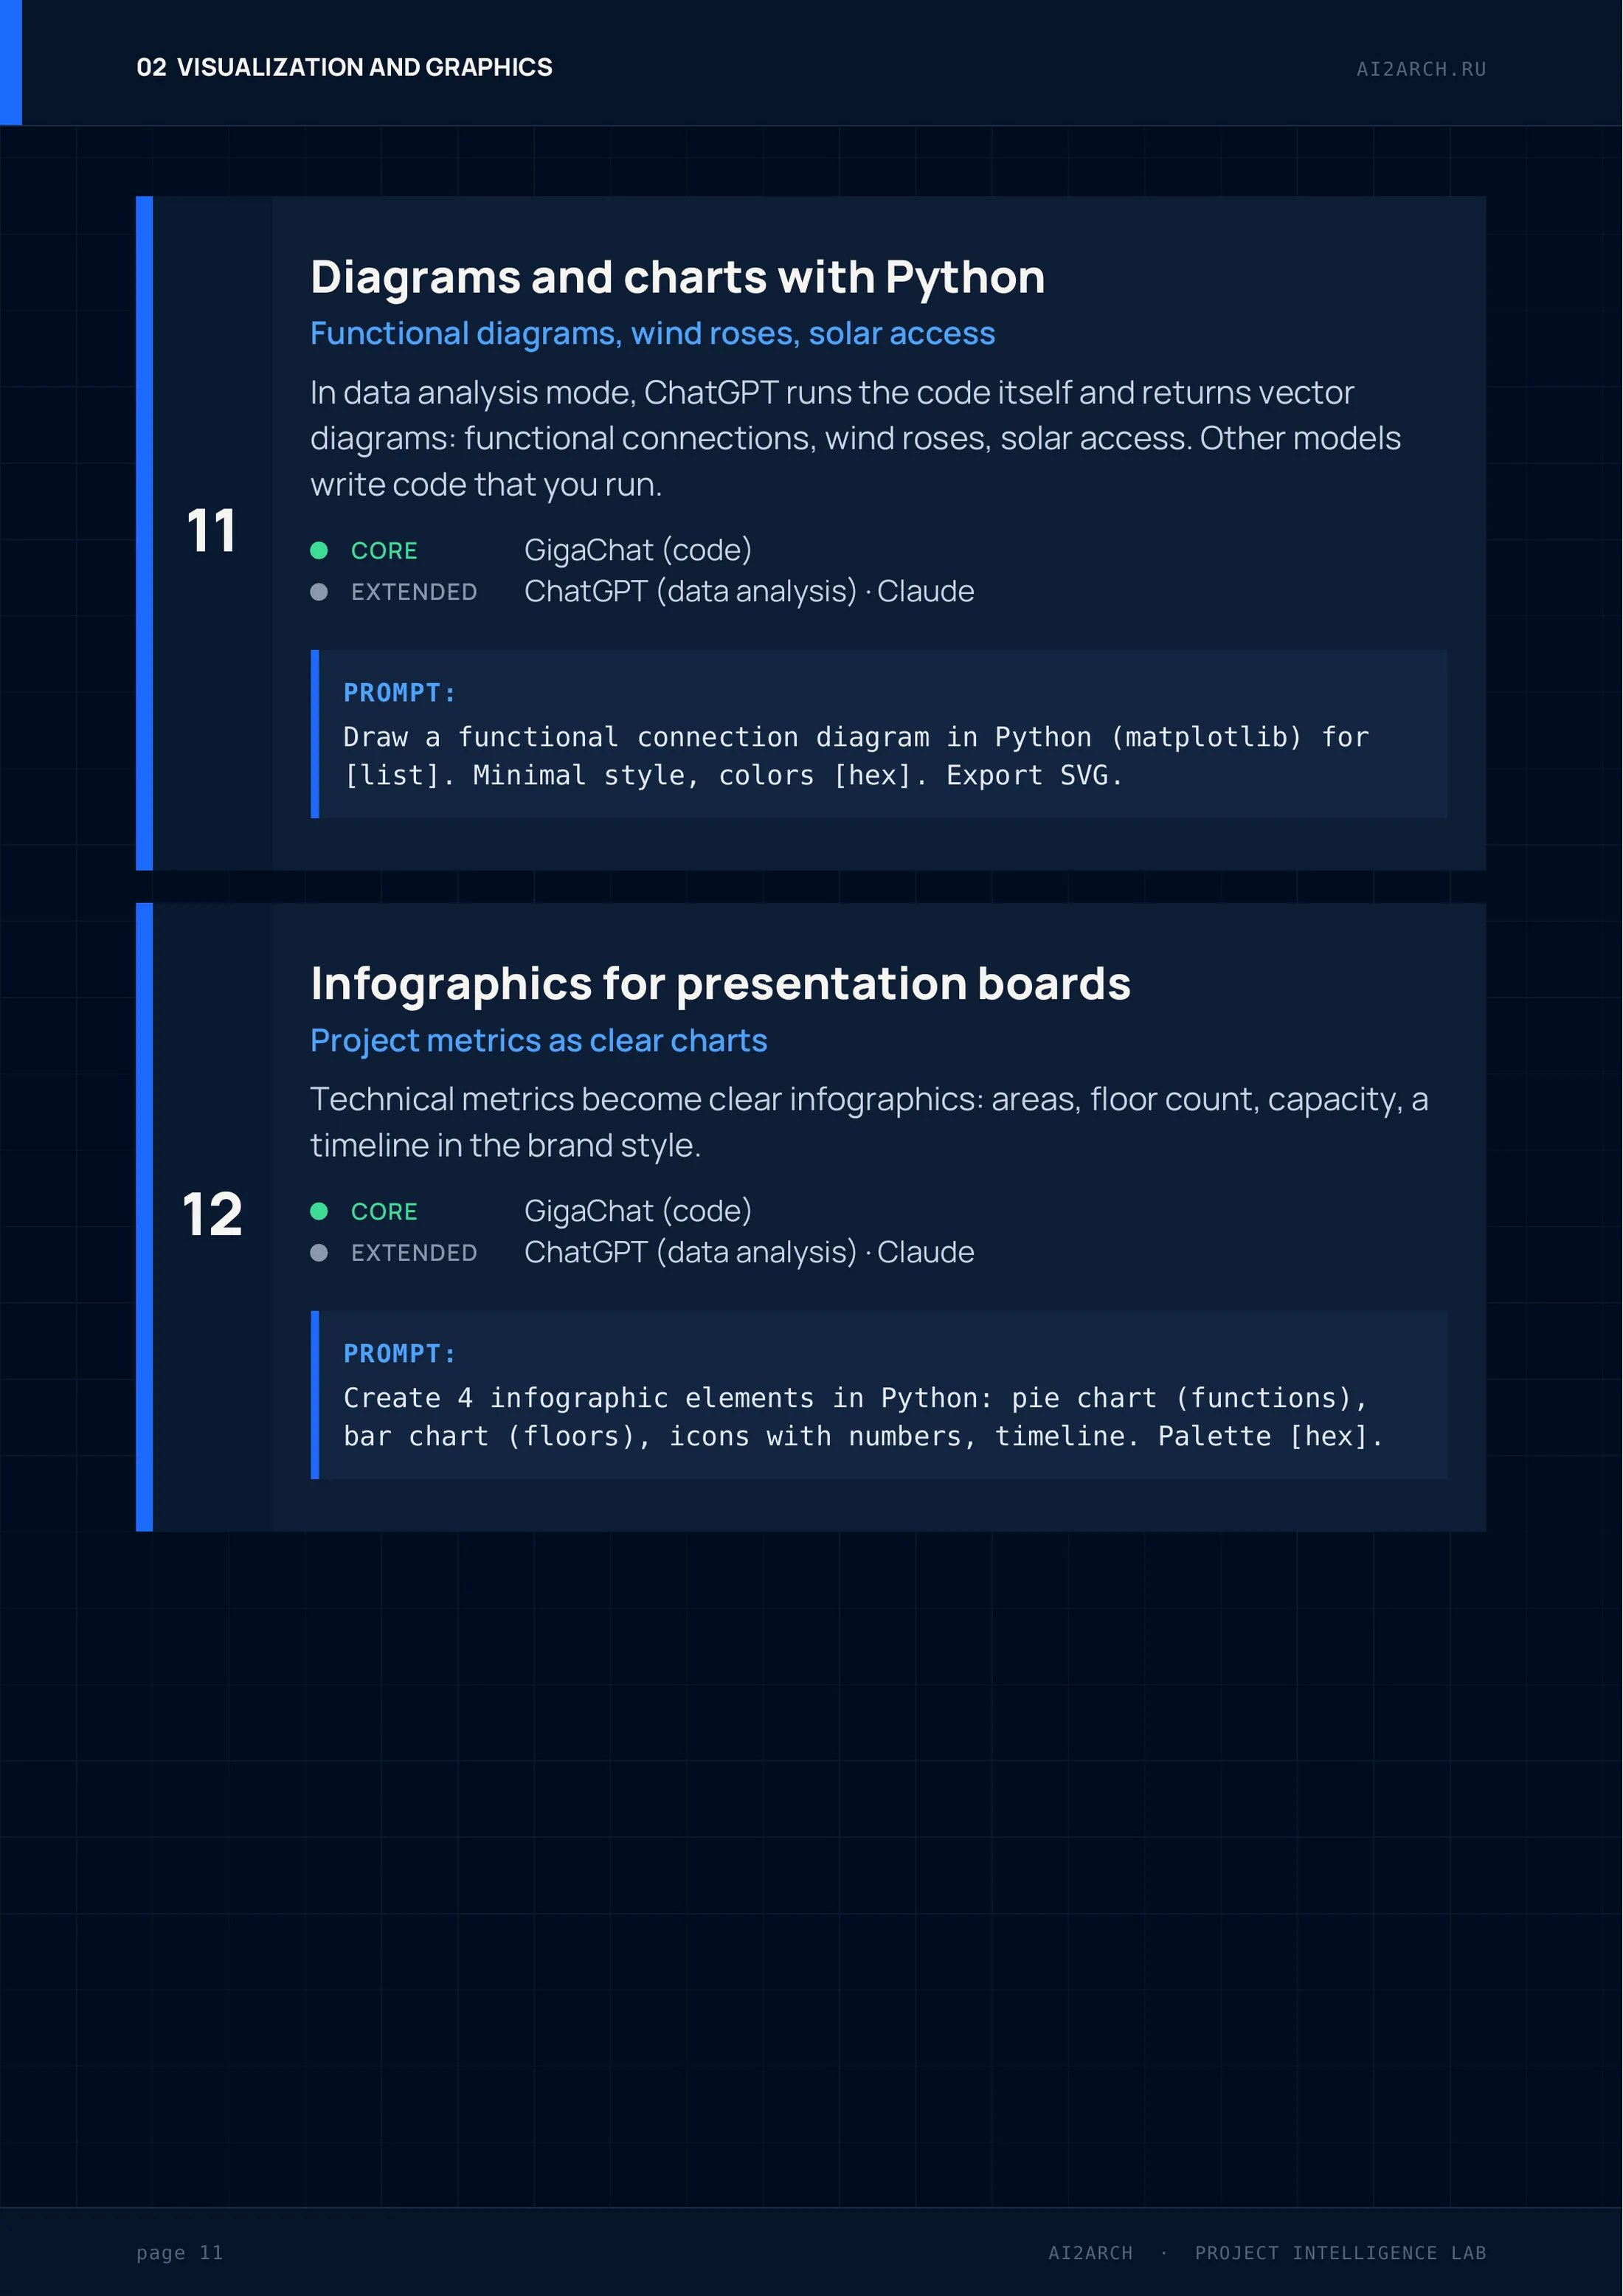 02 VISUALIZATION AND GRAPHICS
AI2ARCH.RU
11
Diagrams and charts with Python
Functional diagrams, wind roses, solar access
In data analysis mode, ChatGPT runs the code itself and returns vector
diagrams: functional connections, wind roses, solar access. Other models
write code that you run.
CORE GigaChat (code)
EXTENDED ChatGPT (data analysis) · Claude
PROMPT:
Draw a functional connection diagram in Python (matplotlib) for
[list]. Minimal style, colors [hex]. Export SVG.
12
Infographics for presentation boards
Project metrics as clear charts
Technical metrics become clear infographics: areas, floor count, capacity, a
timeline in the brand style.
CORE GigaChat (code)
EXTENDED ChatGPT (data analysis) · Claude
PROMPT:
Create 4 infographic elements in Python: pie chart (functions),
bar chart (floors), icons with numbers, timeline. Palette [hex].
page 11
AI2ARCH · PROJECT INTELLIGENCE LAB